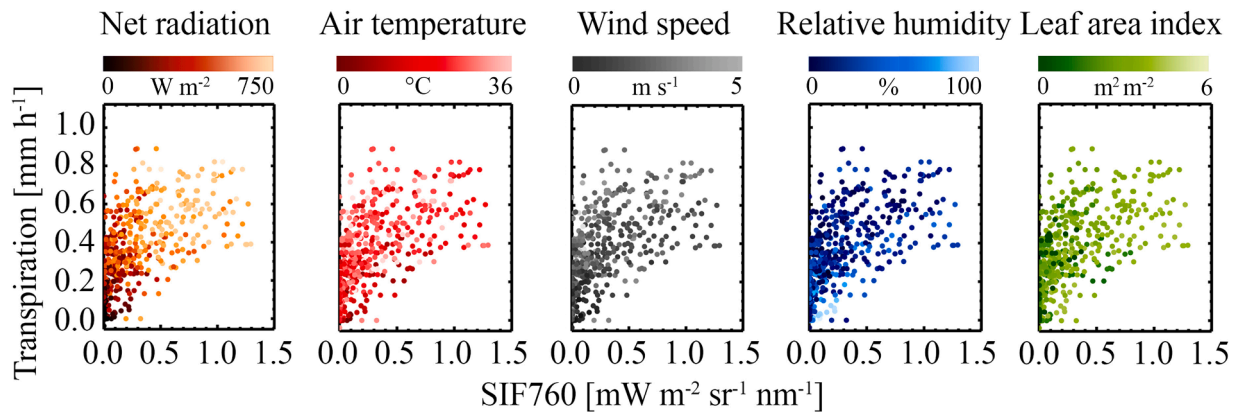 Net radiation Air temperature Wind speed Relative humidity Leaf area index
0 W m-2 750 0 °C 36 0 m s-1 5 0 % 100 0 m2 m-2 6
Transpiration [mm h-1]
1.0
0.8
0.6
0.4
0.2
0.0
0.0 0.5 1.0 1.5 0.0 0.5 1.0 1.5 0.0 0.5 1.0 1.5 0.0 0.5 1.0 1.5 0.0 0.5 1.0 1.5
SIF760 [mW m-2 sr-1 nm-1]